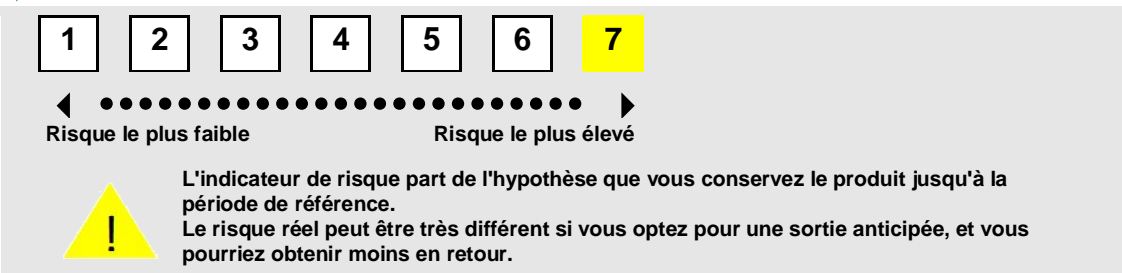 1 2 3 4 5 6 7
Risque le plus faible Risque le plus élevé
L'indicateur de risque part de l'hypothèse que vous conservez le produit jusqu'à la
période de référence.
Le risque réel peut être très différent si vous optez pour une sortie anticipée, et vous
pourriez obtenir moins en retour.
!